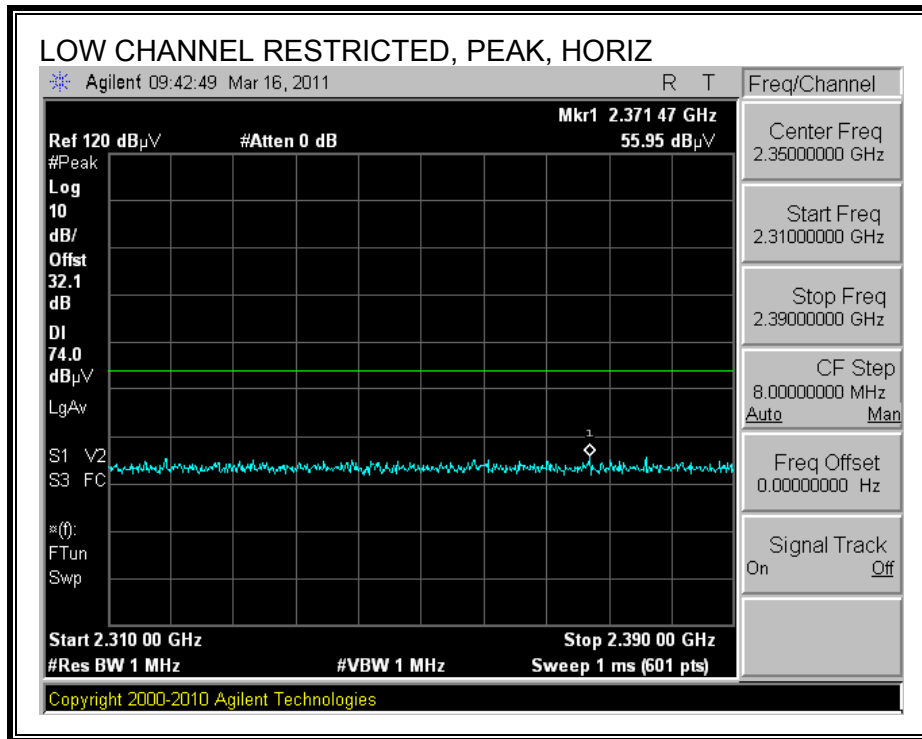 LOW CHANNEL RESTRICTED, PEAK, HORIZ
Agilent 09:42:49 Mar 16, 2011 R T
Freq/Channel
Mkr1 2.371 47 GHz
Ref 120 dBµV #Atten 0 dB 55.95 dBµV
#Peak
Log
10
dB/
Offst
32.1
dB
DI
74.0
dBµV
LgAv
1
S1 V2
S3 FC
¤(f):
FTun
Swp
Start 2.310 00 GHz Stop 2.390 00 GHz
#Res BW 1 MHz #VBW 1 MHz Sweep 1 ms (601 pts)
Center Freq
2.35000000 GHz
Start Freq
2.31000000 GHz
Stop Freq
2.39000000 GHz
CF Step
8.00000000 MHz
Auto Man
Freq Offset
0.00000000 Hz
Signal Track
On Off
Copyright 2000-2010 Agilent Technologies